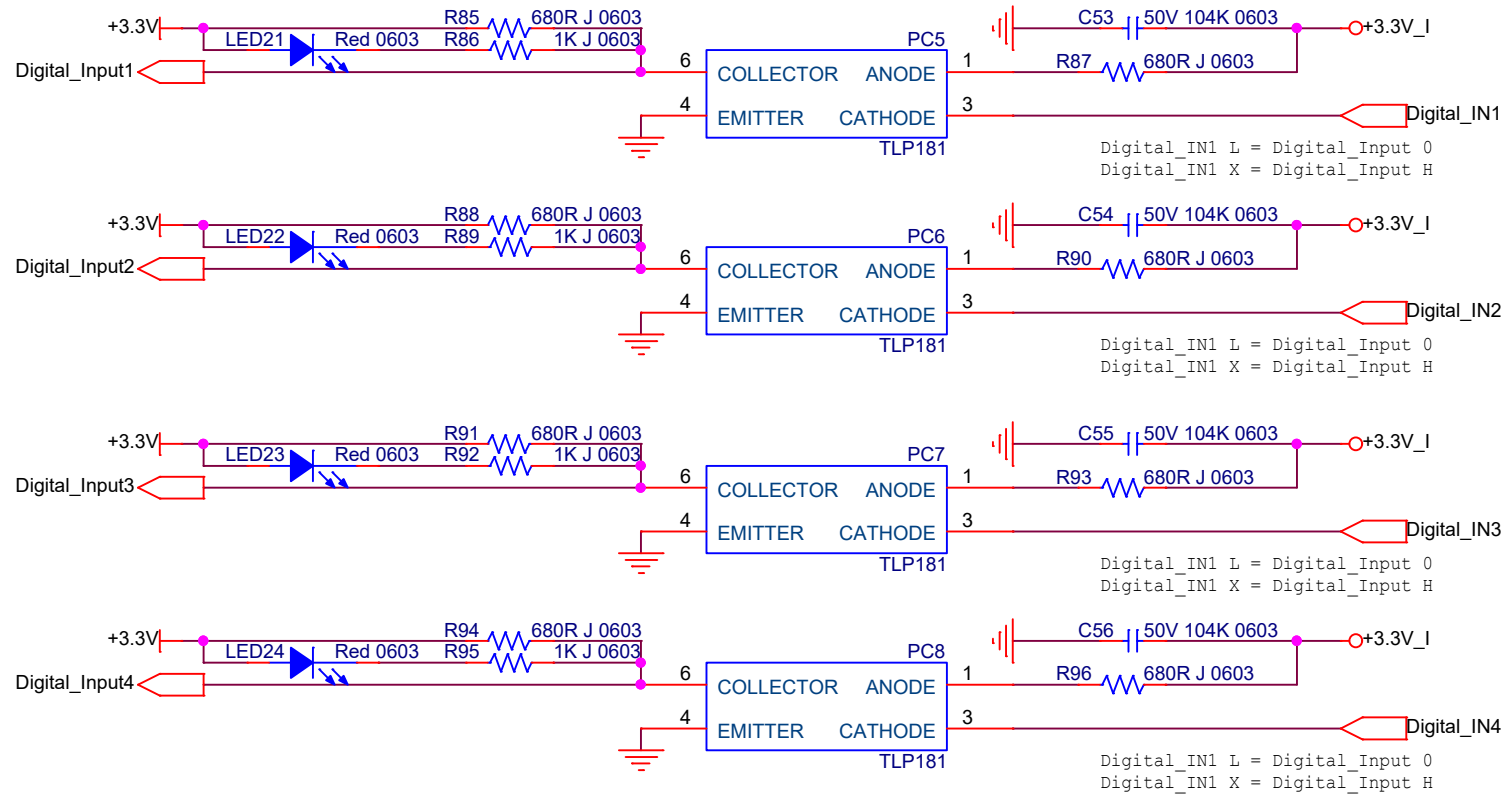 R85 680R J 0603 C53 50V 104K 0603
+3.3V +3.3V_I
LED21 Red 0603 R86 1K J 0603 PC5
Digital_Input1 6 COLLECTOR ANODE 1 R87 680R J 0603
4 EMITTER CATHODE 3 Digital_IN1
TLP181 Digital_IN1 L = Digital_Input 0
Digital_IN1 X = Digital_Input H
R88 680R J 0603 C54 50V 104K 0603
+3.3V +3.3V_I
LED22 Red 0603 R89 1K J 0603 PC6
Digital_Input2 6 COLLECTOR ANODE 1 R90 680R J 0603
4 EMITTER CATHODE 3 Digital_IN2
TLP181 Digital_IN1 L = Digital_Input 0
Digital_IN1 X = Digital_Input H
R91 680R J 0603 C55 50V 104K 0603
+3.3V +3.3V_I
LED23 Red 0603 R92 1K J 0603 PC7
Digital_Input3 6 COLLECTOR ANODE 1 R93 680R J 0603
4 EMITTER CATHODE 3 Digital_IN3
TLP181 Digital_IN1 L = Digital_Input 0
Digital_IN1 X = Digital_Input H
R94 680R J 0603 C56 50V 104K 0603
+3.3V +3.3V_I
LED24 Red 0603 R95 1K J 0603 PC8
Digital_Input4 6 COLLECTOR ANODE 1 R96 680R J 0603
4 EMITTER CATHODE 3 Digital_IN4
TLP181 Digital_IN1 L = Digital_Input 0
Digital_IN1 X = Digital_Input H